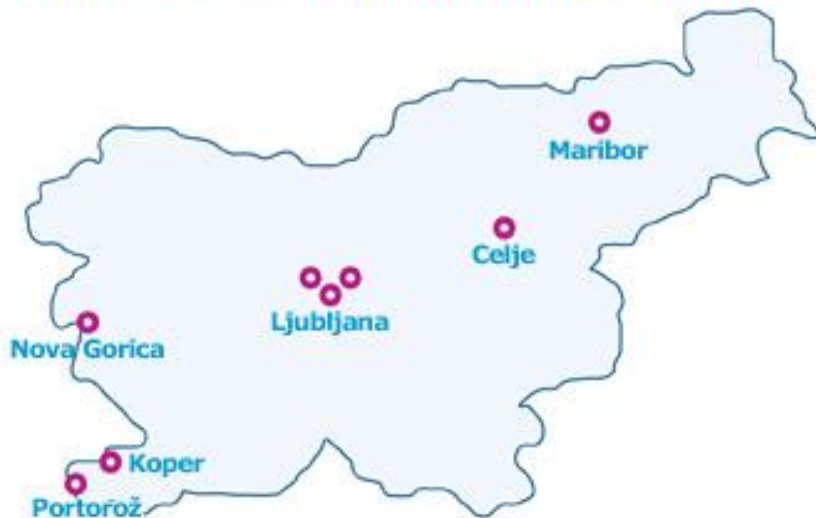 Maribor
Celje
Ljubljana
Nova Gorica
Koper
Portorož